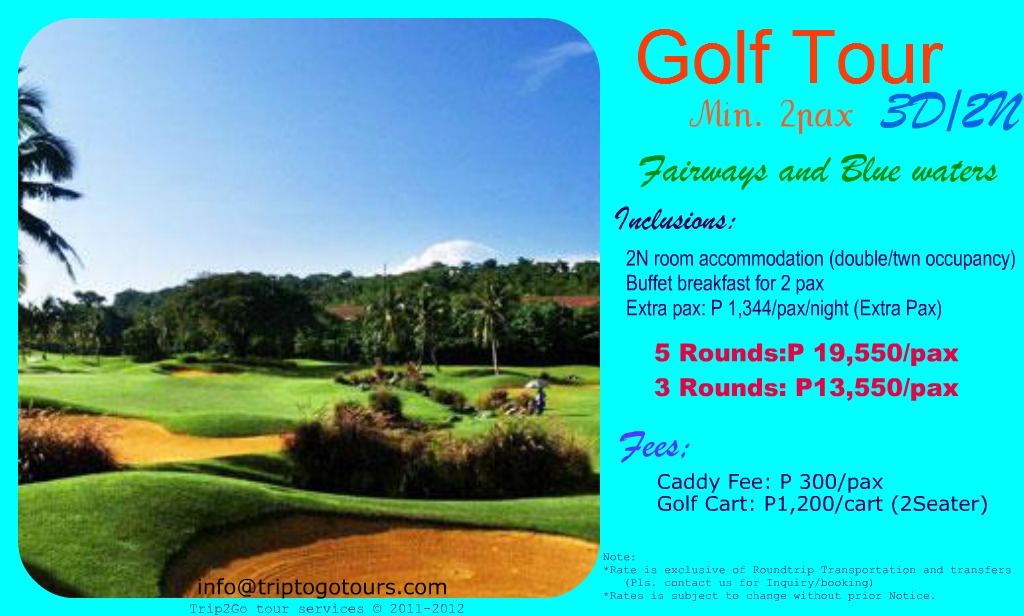 Golf Tour
Min. 2pax 3D/2N
Fairways and Blue waters
Inclusions:
2N room accommodation (double/twn occupancy)
Buffet breakfast for 2 pax
Extra pax: P 1,344/pax/night (Extra Pax)
5 Rounds:P 19,550/pax
3 Rounds: P13,550/pax
Fees:
Caddy Fee: P 300/pax
Golf Cart: P1,200/cart (2Seater)
Note:
*Rate is exclusive of Roundtrip Transportation and transfers
(Pls. contact us for Inquiry/booking)
*Rates is subject to change without prior Notice.
info@triptogotours.com
Trip2Go tour services © 2011-2012